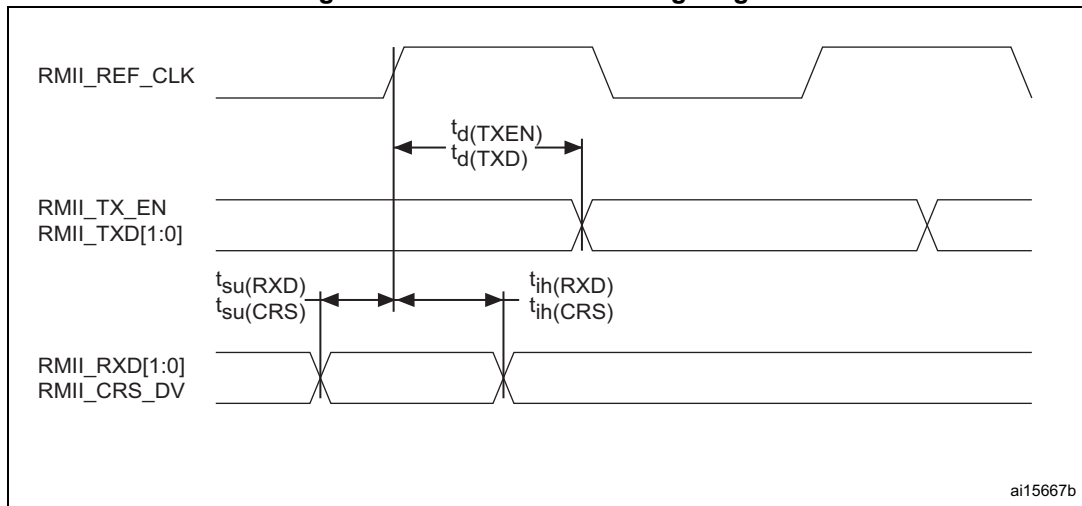 RMII_REF_CLK
td(TXEN)
td(TXD)
RMII_TX_EN
RMII_TXD[1:0]
tsu(RXD)
tsu(CRS)
tih(RXD)
tih(CRS)
RMII_RXD[1:0]
RMII_CRS_DV
ai15667b